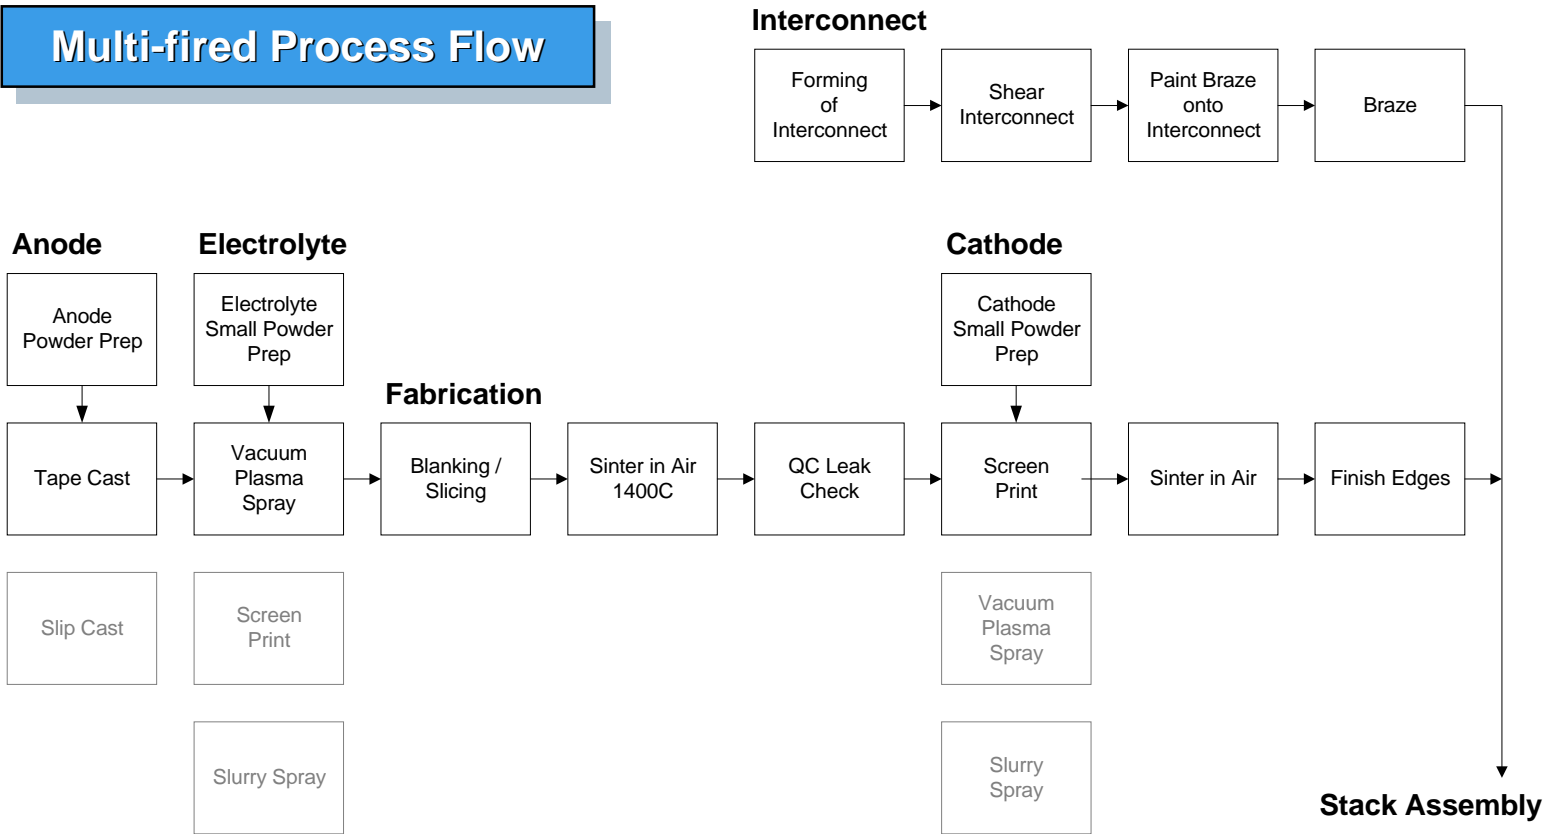 Multi-fired Process Flow
Interconnect
Forming
of
Interconnect
Shear
Interconnect
Paint Braze
onto
Interconnect
Braze
Anode
Electrolyte
Cathode
Anode
Powder Prep
Electrolyte
Small Powder
Prep
Cathode
Small Powder
Prep
Fabrication
Tape Cast
Vacuum
Plasma
Spray
Blanking /
Slicing
Sinter in Air
1400C
QC Leak
Check
Screen
Print
Sinter in Air
Finish Edges
Slip Cast
Screen
Print
Vacuum
Plasma
Spray
Slurry Spray
Slurry
Spray
Stack Assembly